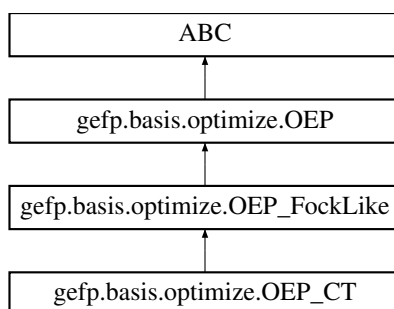 ABC
gefp.basis.optimize.OEP
gefp.basis.optimize.OEP_FockLike
gefp.basis.optimize.OEP_CT